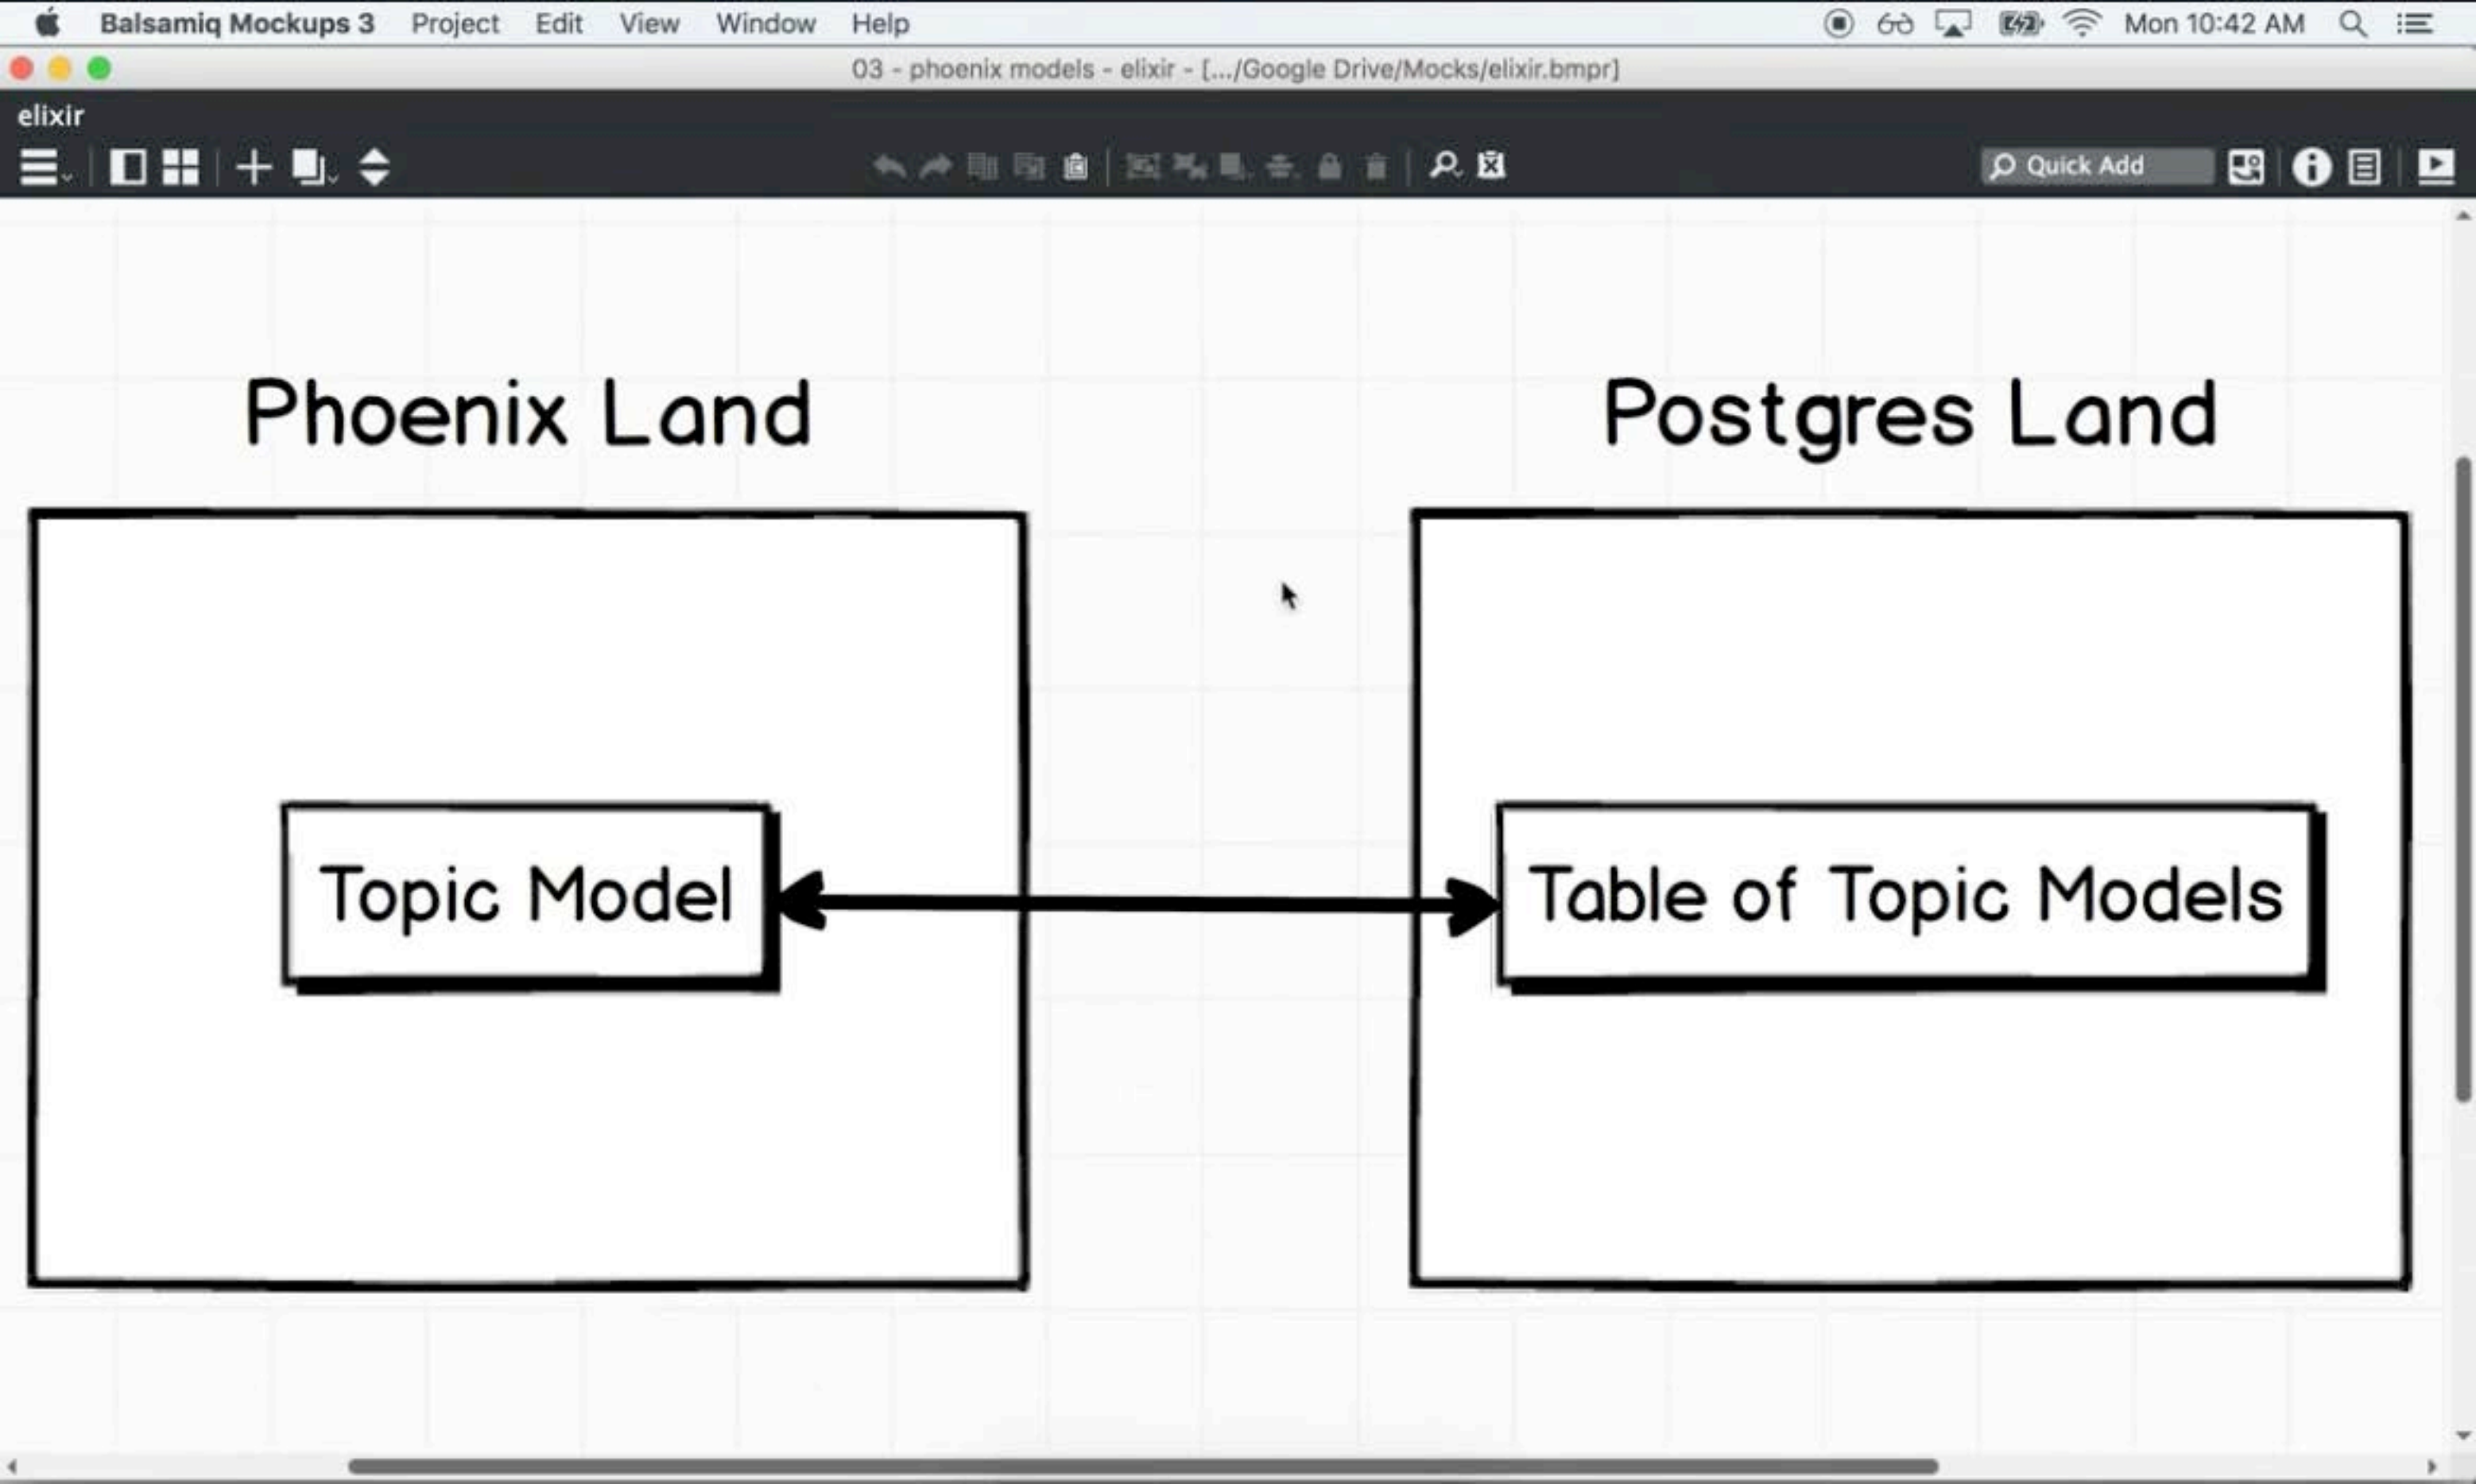 Balsamiq Mockups 3 Project Edit View Window Help Mon 10:42 AM
03 - phoenix models - elixir - [.../Google Drive/Mocks/elixir.bmpr]
elixir
Quick Add
Phoenix Land Postgres Land
Topic Model Table of Topic Models